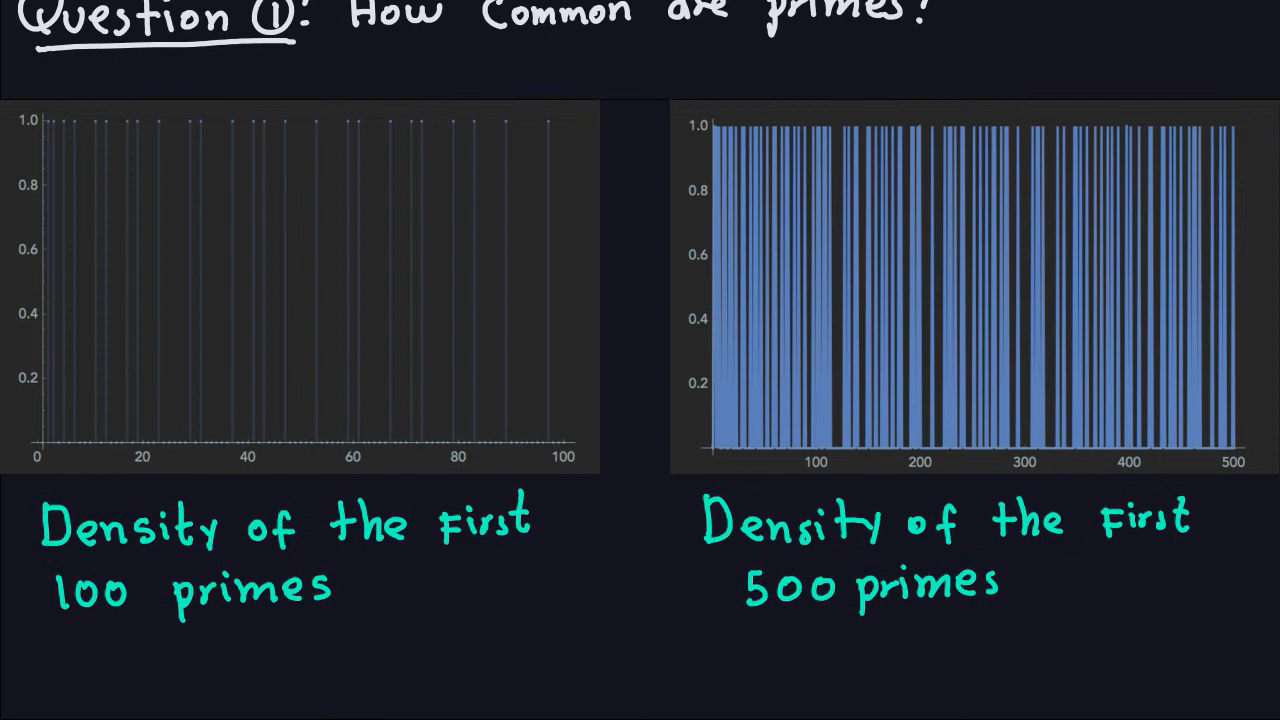 Question ①: How Common are primes?
1.0
0.8
0.6
0.4
0.2
0 20 40 60 80 100
1.0
0.8
0.6
0.4
0.2
100 200 300 400 500
Density of the First
100 primes
Density of the First
500 primes